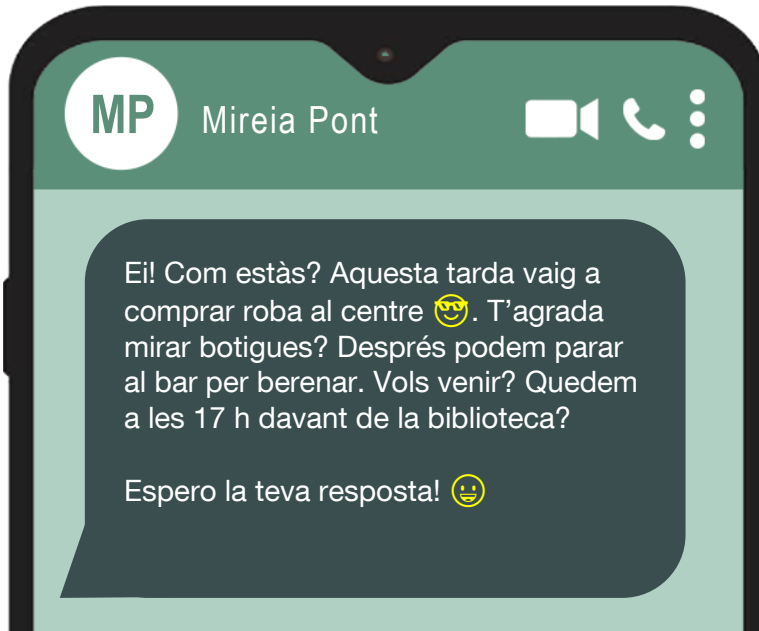 MP
Mireia Pont
Ei! Com estàs? Aquesta tarda vaig a
comprar roba al centre 😎. T’agrada
mirar botigues? Després podem parar
al bar per berenar. Vols venir? Quedem
a les 17 h davant de la biblioteca?
Espero la teva resposta! 😀